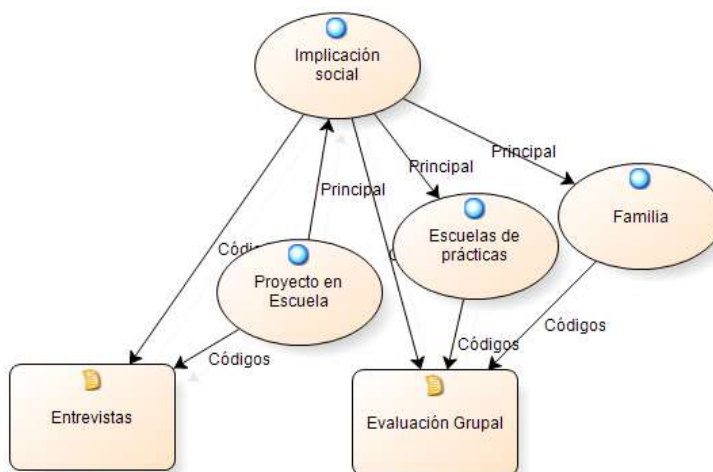 Implicación
social
Principal
Principal
Principal
Familia
Escuelas de
prácticas
Proyecto en
Escuela
Códigos
Códigos
Códigos
Entrevistas
Evaluación Grupal